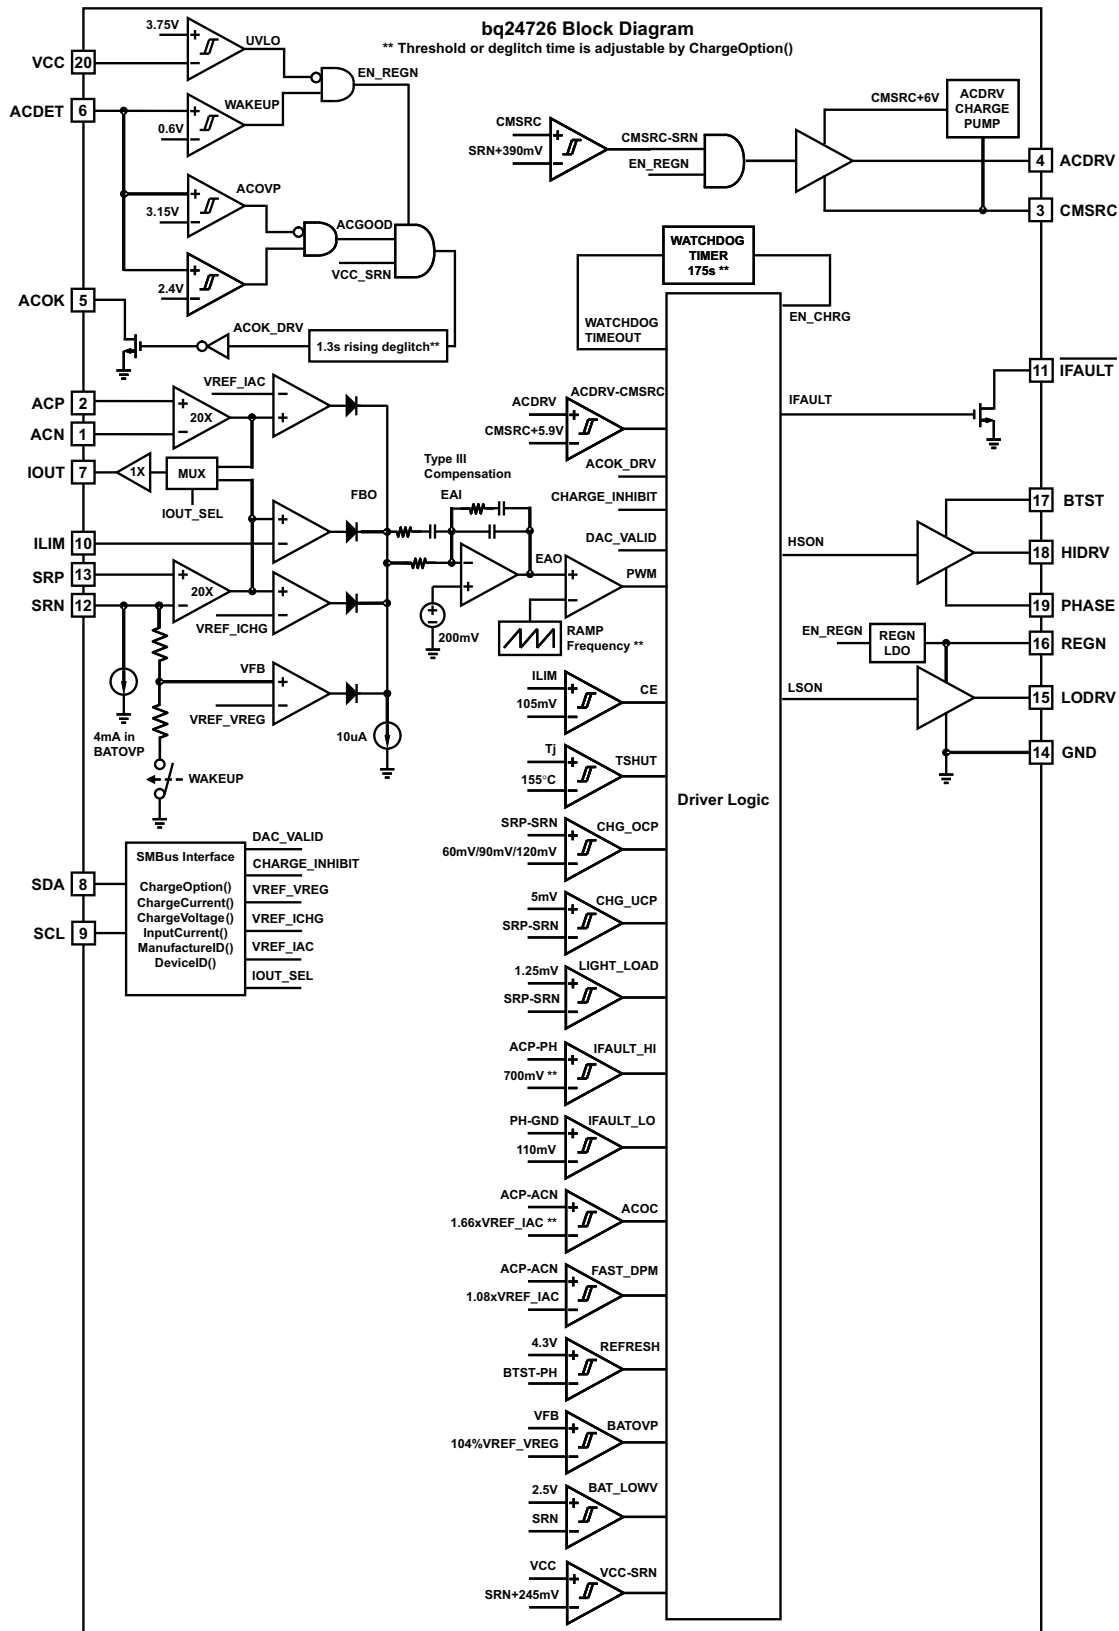 bq24726 Block Diagram
** Threshold or deglitch time is adjustable by ChargeOption()
3.75V
UVLO
VCC 20
EN_REGN
ACDET 6
WAKEUP
0.6V
ACOVP
3.15V
ACGOOD
VCC_SRN
2.4V
ACOK 5
ACOK_DRV
1.3s rising deglitch**
CMSRC
SRN+390mV
CMSRC-SRN
EN_REGN
CMSRC+6V
ACDRV
CHARGE
PUMP
4 ACDRV
3 CMSRC
WATCHDOG
TIMER
175s **
WATCHDOG
TIMEOUT
EN_CHRG
ACP 2
ACN 1
20X
VREF_IAC
IOUT 7
1X
MUX
IOUT_SEL
ILIM 10
SRP 13
SRN 12
20X
VREF_ICHG
VFB
VREF_VREG
4mA in
BATOVP
WAKEUP
FBO
10uA
Type III
Compensation
EAI
EAO
200mV
RAMP
Frequency **
PWM
ACDRV
CMSRC+5.9V
ACDRV-CMSRC
ACOK_DRV
CHARGE_INHIBIT
DAC_VALID
IFAULT
11 IFAULT
HSON
17 BTST
18 HIDRV
19 PHASE
EN_REGN
REGN
LDO
16 REGN
LSON
15 LODRV
14 GND
Driver Logic
ILIM
105mV
CE
Tj
155°C
TSHUT
SRP-SRN
60mV/90mV/120mV
CHG_OCP
5mV
SRP-SRN
CHG_UCP
1.25mV
SRP-SRN
LIGHT_LOAD
ACP-PH
700mV **
IFAULT_HI
PH-GND
110mV
IFAULT_LO
ACP-ACN
1.66xVREF_IAC **
ACOC
ACP-ACN
1.08xVREF_IAC
FAST_DPM
4.3V
BTST-PH
REFRESH
VFB
104%VREF_VREG
BATOVP
2.5V
SRN
BAT_LOWV
VCC
SRN+245mV
VCC-SRN
SDA 8
SCL 9
SMBus Interface
ChargeOption()
ChargeCurrent()
ChargeVoltage()
InputCurrent()
ManufactureID()
DeviceID()
DAC_VALID
CHARGE_INHIBIT
VREF_VREG
VREF_ICHG
VREF_IAC
IOUT_SEL